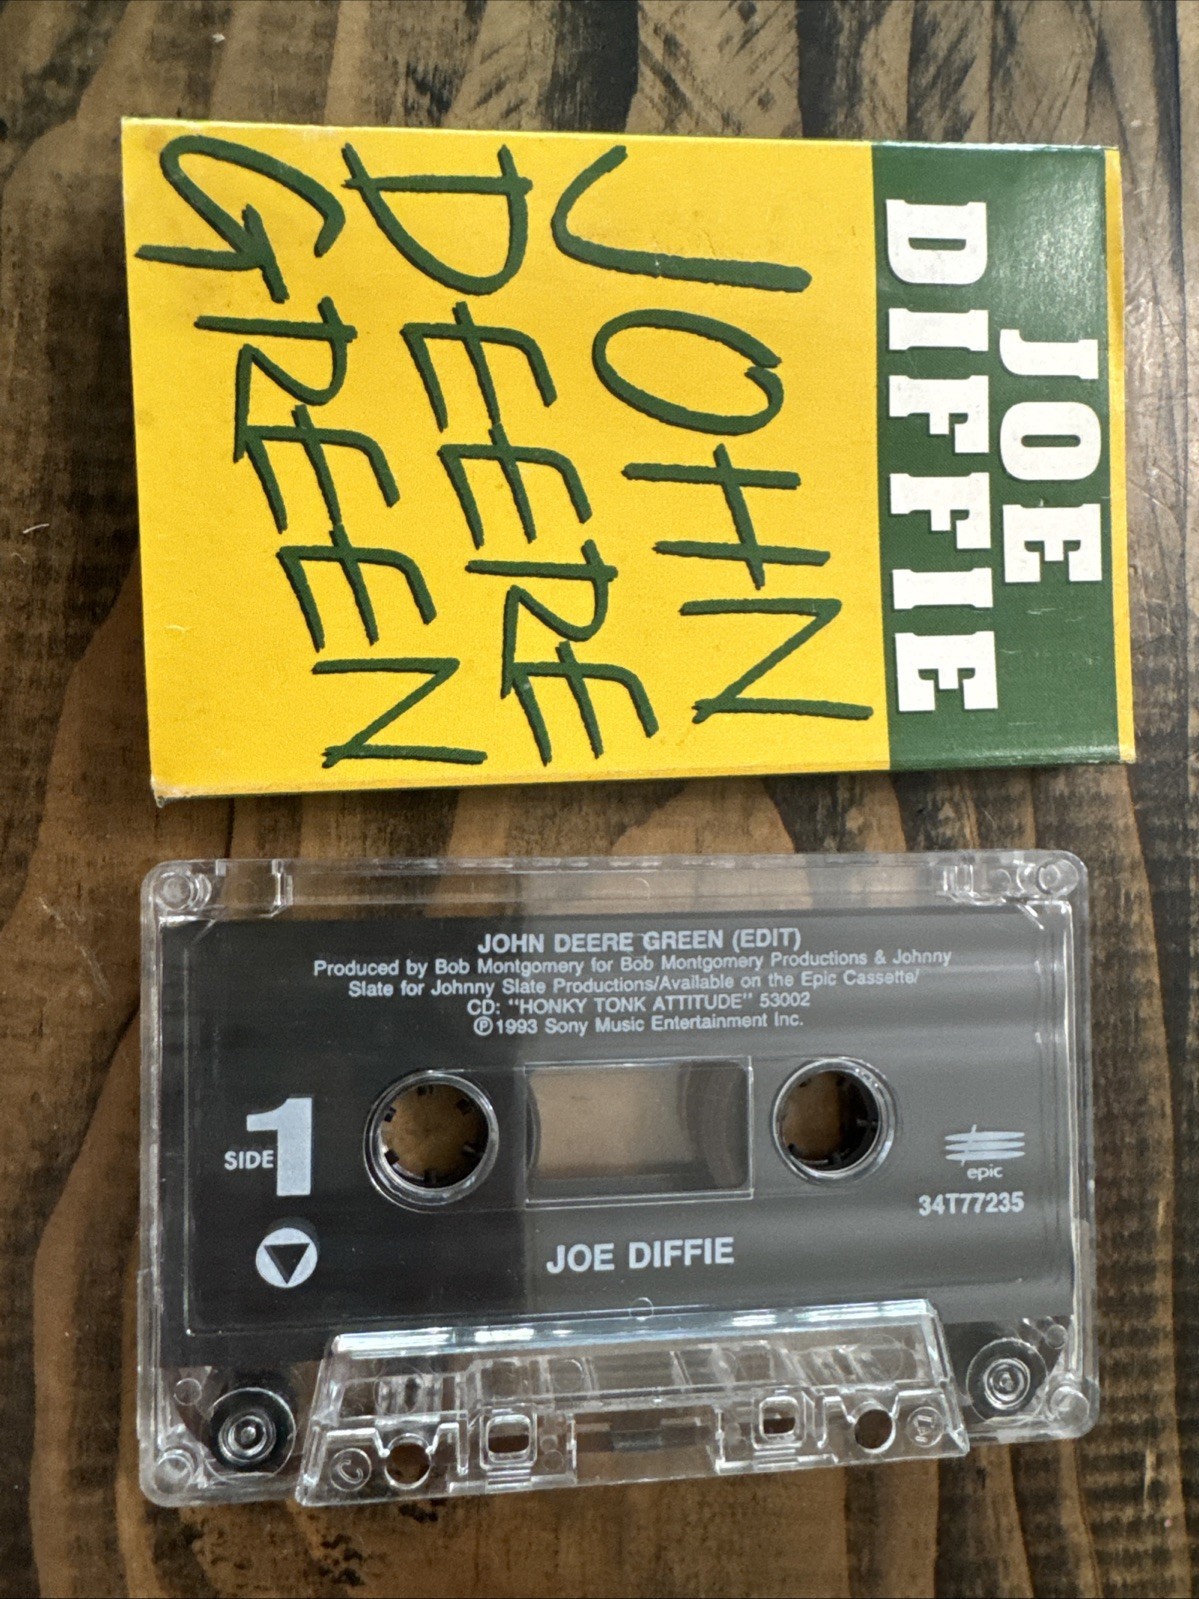 JOE
DIFFIE
JOHN
DEERE
GREEN
JOHN DEERE GREEN (EDIT)
Produced by Bob Montgomery for Bob Montgomery Productions & Johnny
Slate for Johnny Slate Productions/Available on the Epic Cassette/
CD: "HONKY TONK ATTITUDE" 53002
Ⓟ1993 Sony Music Entertainment Inc.
SIDE 1
epic
34T77235
JOE DIFFIE